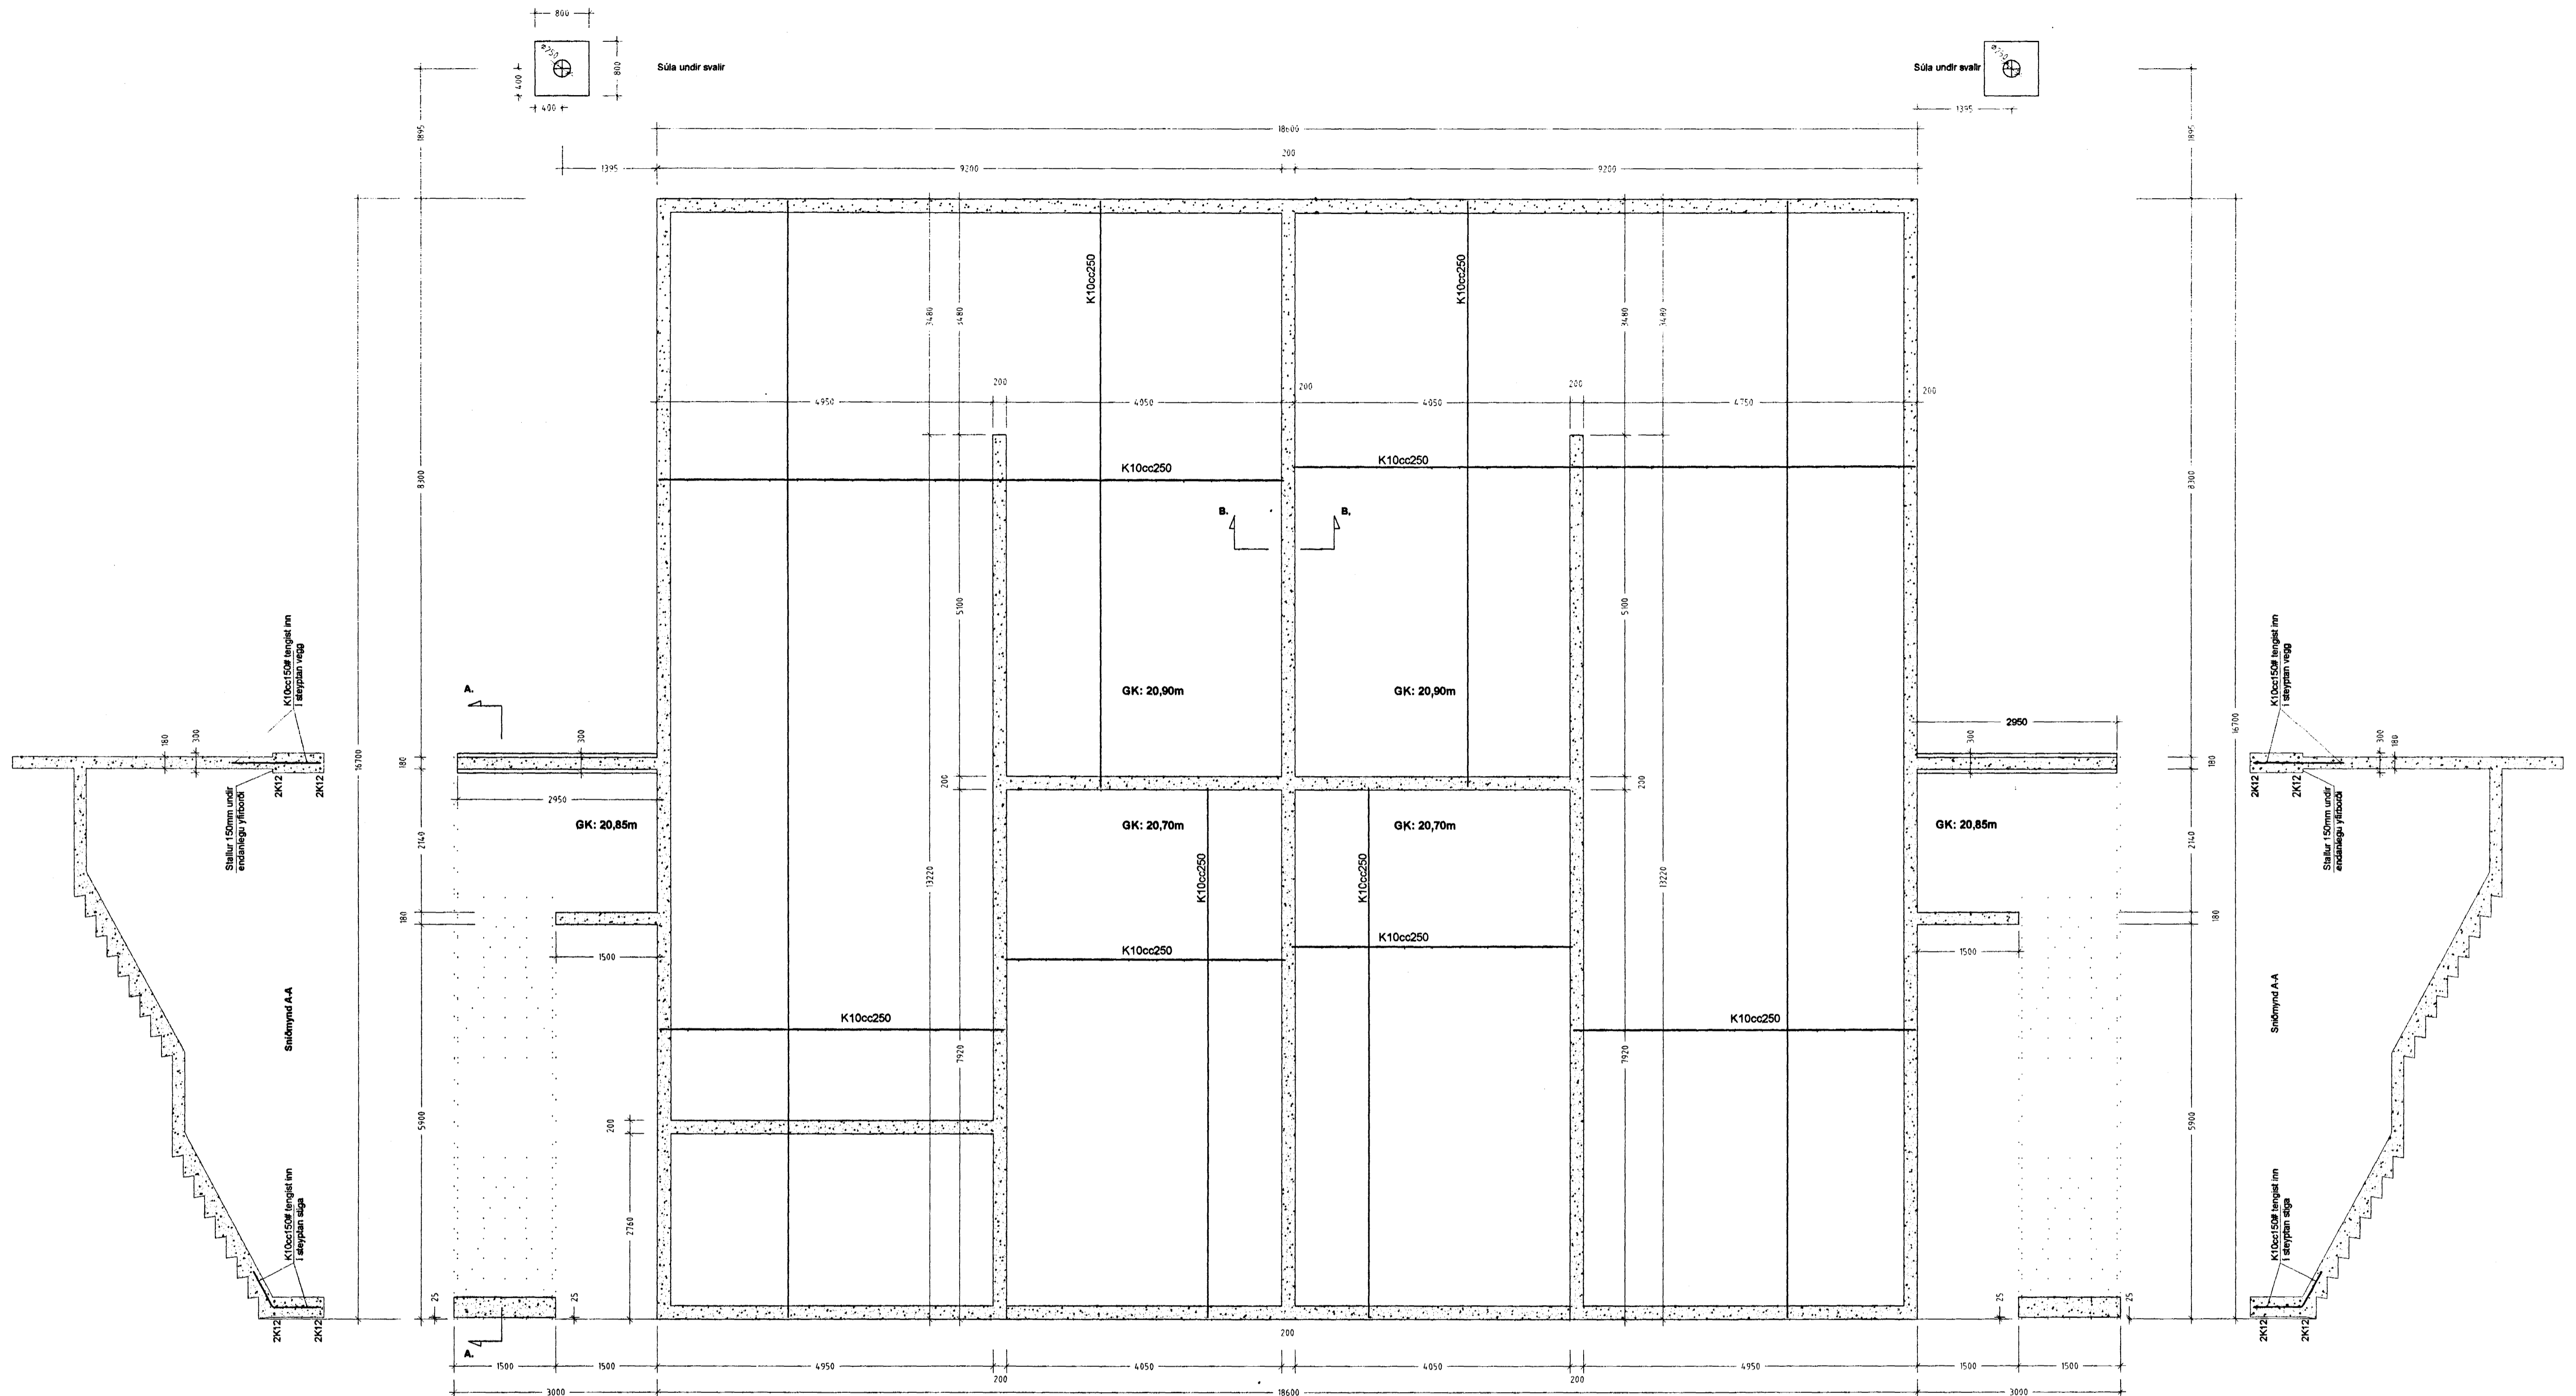 800
Ø250
400
800
400
Súla undir svalir
Súla undir svalir
Ø250
1395
1895
1895
18600
200
1395
9200
9200
K10cc250
K10cc250
3480
3480
3480
200
200
200
200
4950
4050
4050
4750
8300
8300
K10cc250
K10cc250
B.
B.
5100
5100
K10cc150# tengist inn
í steyptan vegg
K10cc150# tengist inn
í steyptan vegg
A.
GK: 20,90m
GK: 20,90m
2950
16700
16700
180
300
300
300
300
180
180
180
2K12
2K12
2K12
2K12
200
200
2950
Stallur 150mm undir
endanlegu yfirborði
Stallur 150mm undir
endanlegu yfirborði
GK: 20,85m
GK: 20,70m
GK: 20,70m
GK: 20,85m
2140
2140
13220
13220
K10cc250
K10cc250
180
180
1500
1500
K10cc250
K10cc250
Sniðmynd A-A
Sniðmynd A-A
K10cc250
K10cc250
7920
7920
5900
5900
200
2760
K10cc150# tengist inn
í steyptan stiga
K10cc150# tengist inn
í steyptan stiga
25
25
25
25
2K12
2K12
2K12
2K12
A.
200
1500
1500
4950
4050
4050
4950
1500
1500
200
200
3000
18600
3000